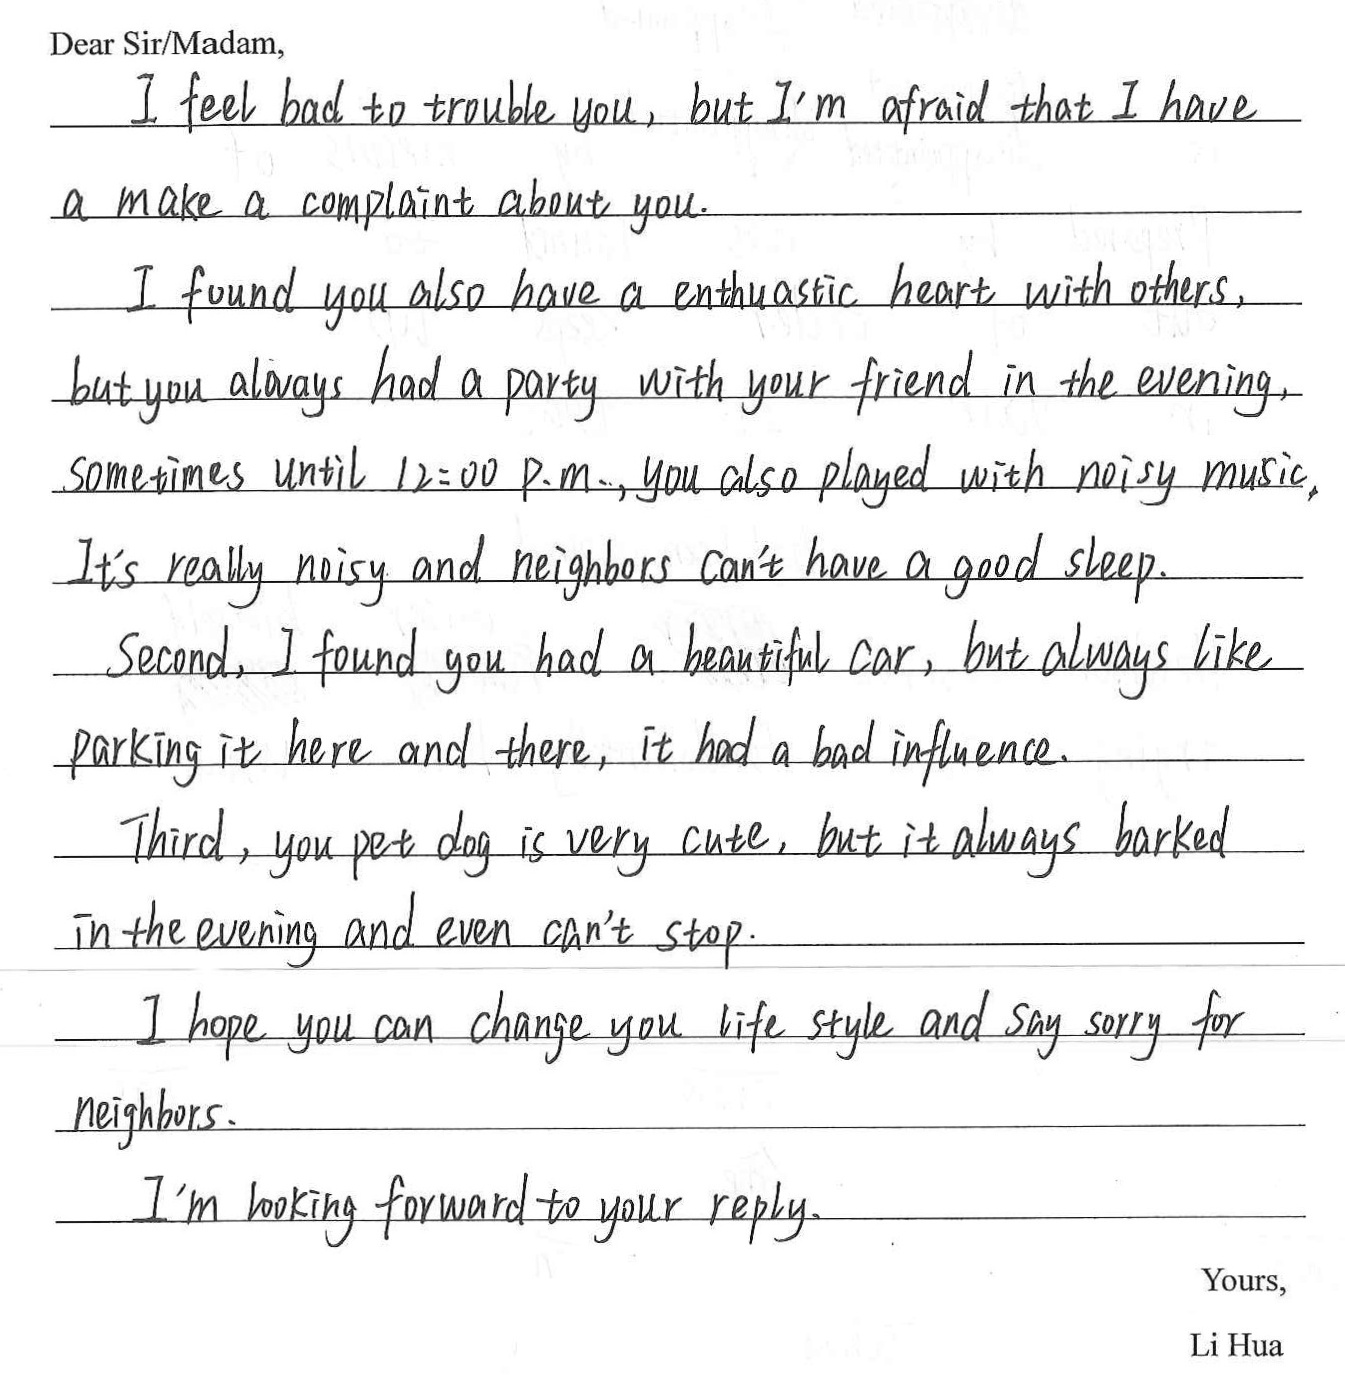 Dear Sir/Madam,
I feel bad to trouble you, but I'm afraid that I have
a make a complaint about you.
I found you also have a enthuastic heart with others,
but you always had a party with your friend in the evening,
sometimes until 12:00 p.m., you also played with noisy music,
It's really noisy and neighbors can't have a good sleep.
Second, I found you had a beautiful car, but always like
parking it here and there, it had a bad influence.
Third, you pet dog is very cute, but it always barked
in the evening and even can't stop.
I hope you can change you life style and say sorry for
neighbors.
I'm looking forward to your reply.
Yours,
Li Hua